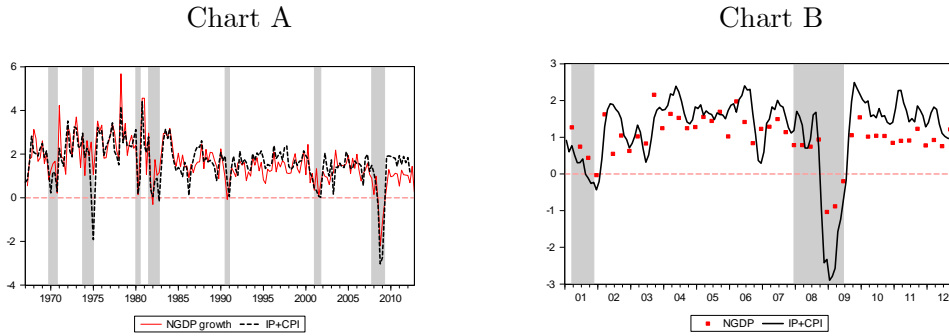 Chart A
Chart B
6
4
2
0
-2
-4
1970 1975 1980 1985 1990 1995 2000 2005 2010
NGDP growth IP+CPI
3
2
1
0
-1
-2
-3
01 02 03 04 05 06 07 08 09 10 11 12
NGDP IP+CPI